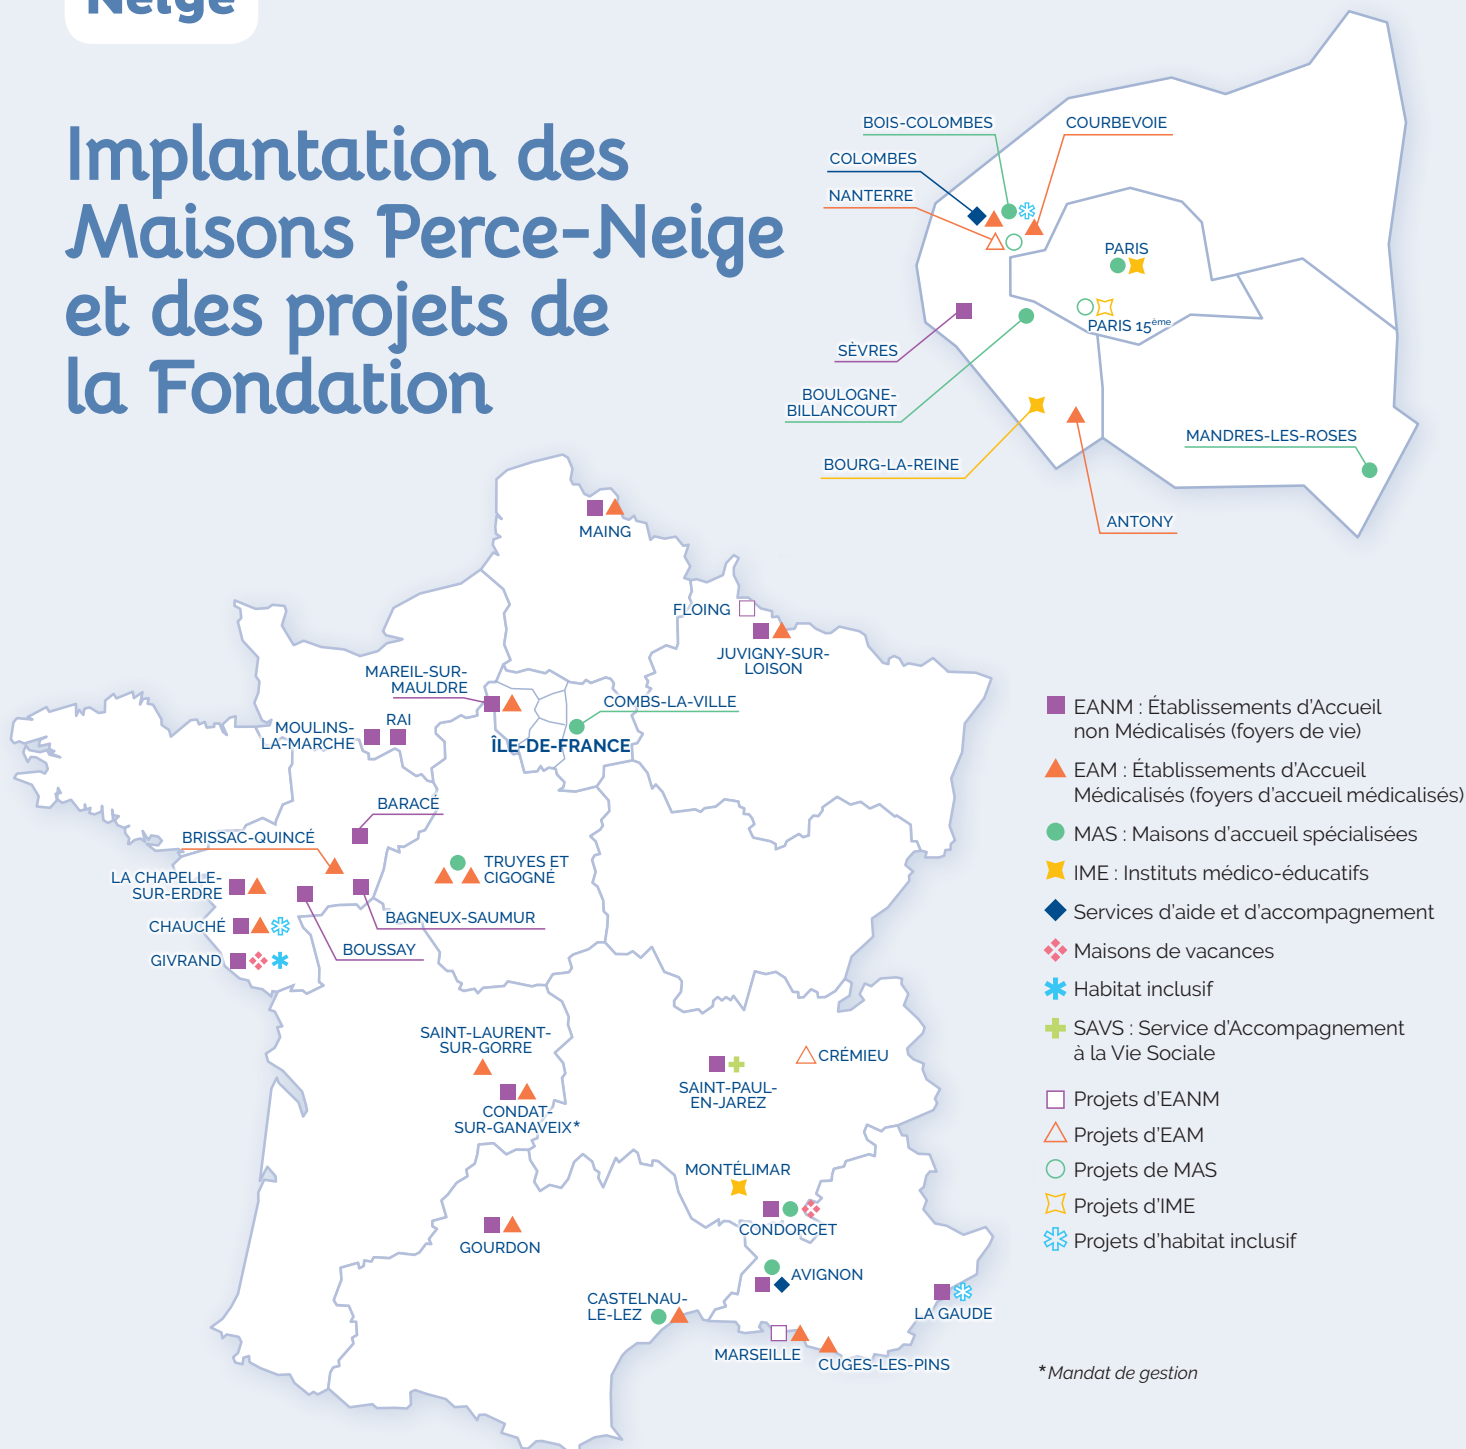 Neige
Implantation des
Maisons Perce-Neige
et des projets de
la Fondation
BOIS-COLOMBES
COURBEVOIE
COLOMBES
NANTERRE
PARIS
PARIS 15ème
SÈVRES
BOULOGNE-
BILLANCOURT
BOURG-LA-REINE
MANDRES-LES-ROSES
ANTONY
MAING
FLOING
JUVIGNY-SUR-
LOISON
MAREIL-SUR-
MAULDRE
COMBS-LA-VILLE
RAI
MOULINS-
LA-MARCHE
ÎLE-DE-FRANCE
BARACÉ
BRISSAC-QUINCÉ
TRUYES ET
CIGOGNÉ
LA CHAPELLE-
SUR-ERDRE
BAGNEUX-SAUMUR
CHAUCHÉ
BOUSSAY
GIVRAND
SAINT-LAURENT-
SUR-GORRE
CONDAT-
SUR-GANAVEIX*
SAINT-PAUL-
EN-JAREZ
CRÉMIEU
MONTÉLIMAR
CONDORCET
GOURDON
AVIGNON
CASTELNAU-
LE-LEZ
LA GAUDE
MARSEILLE
CUGES-LES-PINS
EANM : Établissements d'Accueil
non Médicalisés (foyers de vie)
EAM : Établissements d'Accueil
Médicalisés (foyers d'accueil médicalisés)
MAS : Maisons d'accueil spécialisées
IME : Instituts médico-éducatifs
Services d'aide et d'accompagnement
Maisons de vacances
Habitat inclusif
SAVS : Service d'Accompagnement
à la Vie Sociale
Projets d'EANM
Projets d'EAM
Projets de MAS
Projets d'IME
Projets d'habitat inclusif
*Mandat de gestion